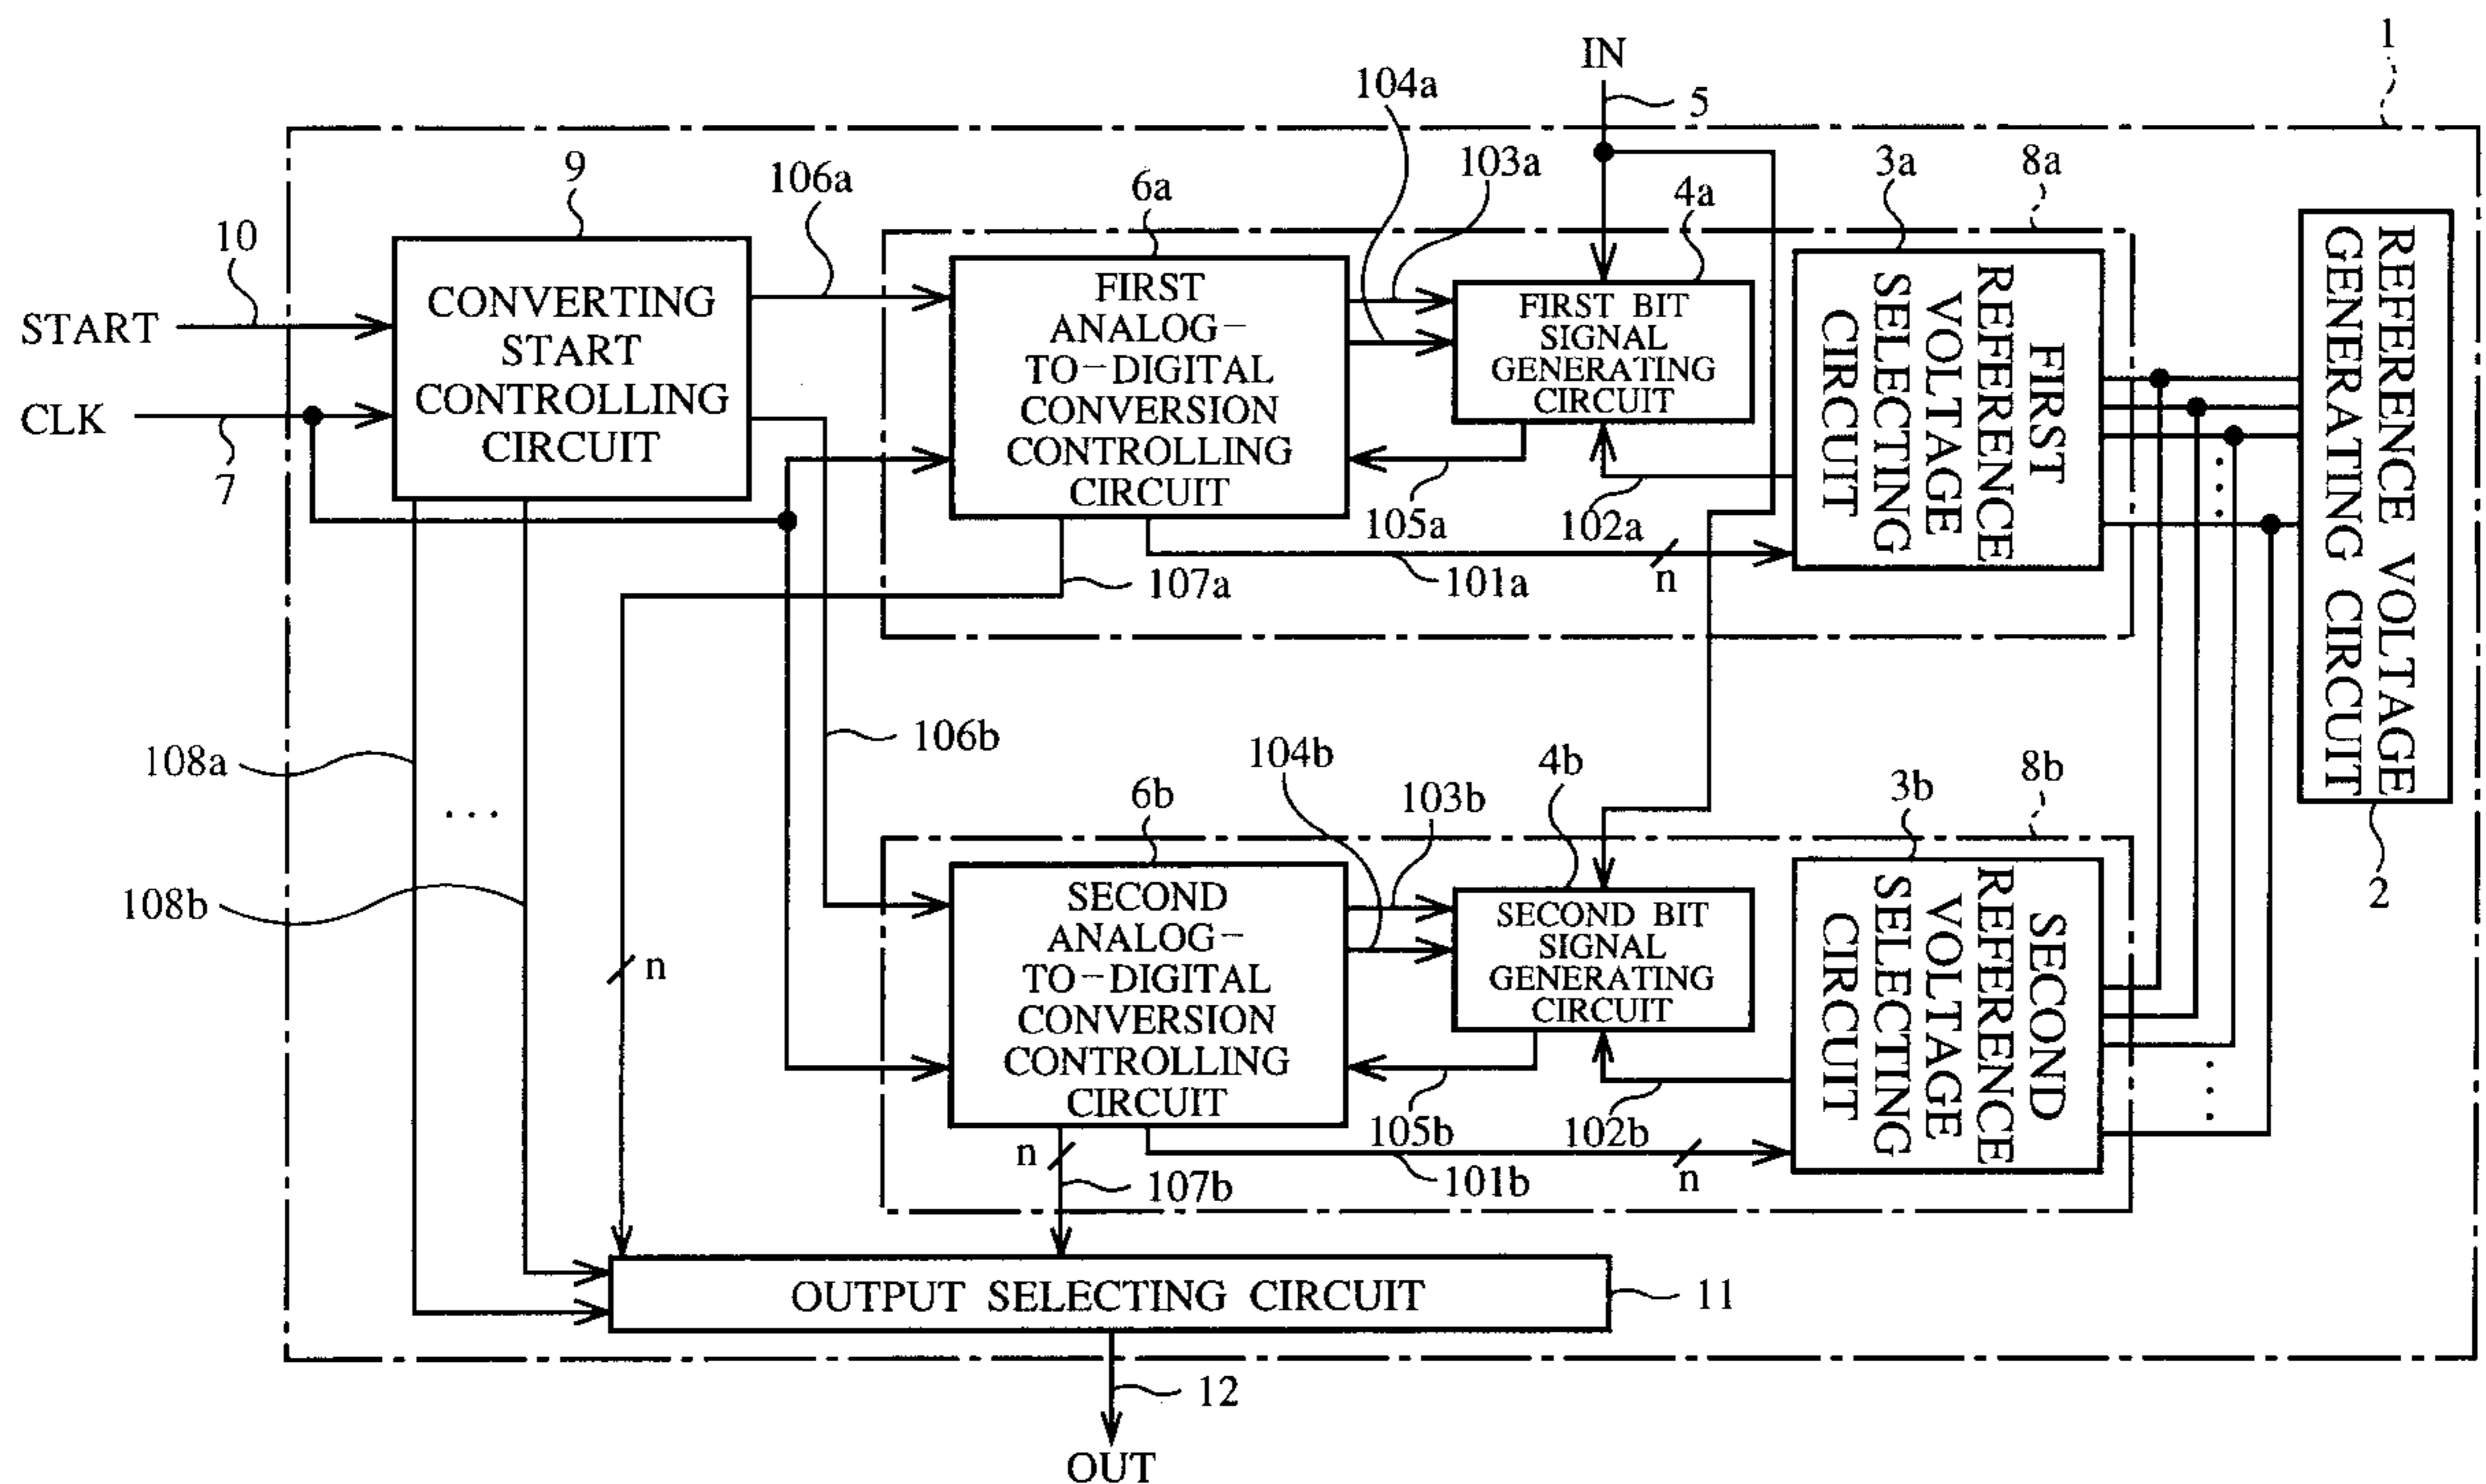 1
IN
5
104a
103a
9
106a
6a
4a
3a
8a
10
START
CLK
7
CONVERTING
START
CONTROLLING
CIRCUIT
FIRST
ANALOG-
TO-DIGITAL
CONVERSION
CONTROLLING
CIRCUIT
FIRST BIT
SIGNAL
GENERATING
CIRCUIT
FIRST
REFERENCE
VOLTAGE
SELECTING
CIRCUIT
REFERENCE VOLTAGE
GENERATING CIRCUIT
2
105a
102a
107a
101a
n
108a
...
108b
106b
n
104b
103b
6b
4b
3b
8b
SECOND
ANALOG-
TO-DIGITAL
CONVERSION
CONTROLLING
CIRCUIT
SECOND BIT
SIGNAL
GENERATING
CIRCUIT
SECOND
REFERENCE
VOLTAGE
SELECTING
CIRCUIT
105b
102b
n
107b
101b
n
OUTPUT SELECTING CIRCUIT
11
12
OUT